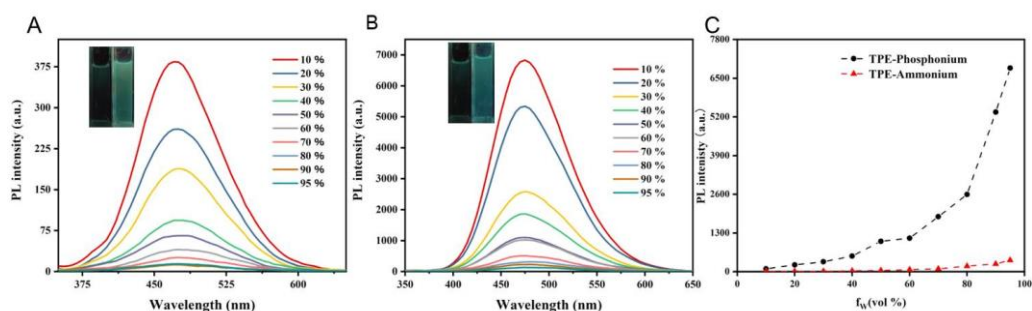 A
PL intensity (a.u.)
375
300
225
150
75
0
10 %
20 %
30 %
40 %
50 %
60 %
70 %
80 %
90 %
95 %
375 450 525 600
Wavelength (nm)
B
PL intensity (a.u.)
7000
6000
5000
4000
3000
2000
1000
0
10 %
20 %
30 %
40 %
50 %
60 %
70 %
80 %
90 %
95 %
350 400 450 500 550 600 650
Wavelength (nm)
C
PL intenisty (a.u.)
7800
6500
5200
3900
2600
1300
0
TPE-Phosphonium
TPE-Ammonium
0 20 40 60 80 100
fw(vol %)